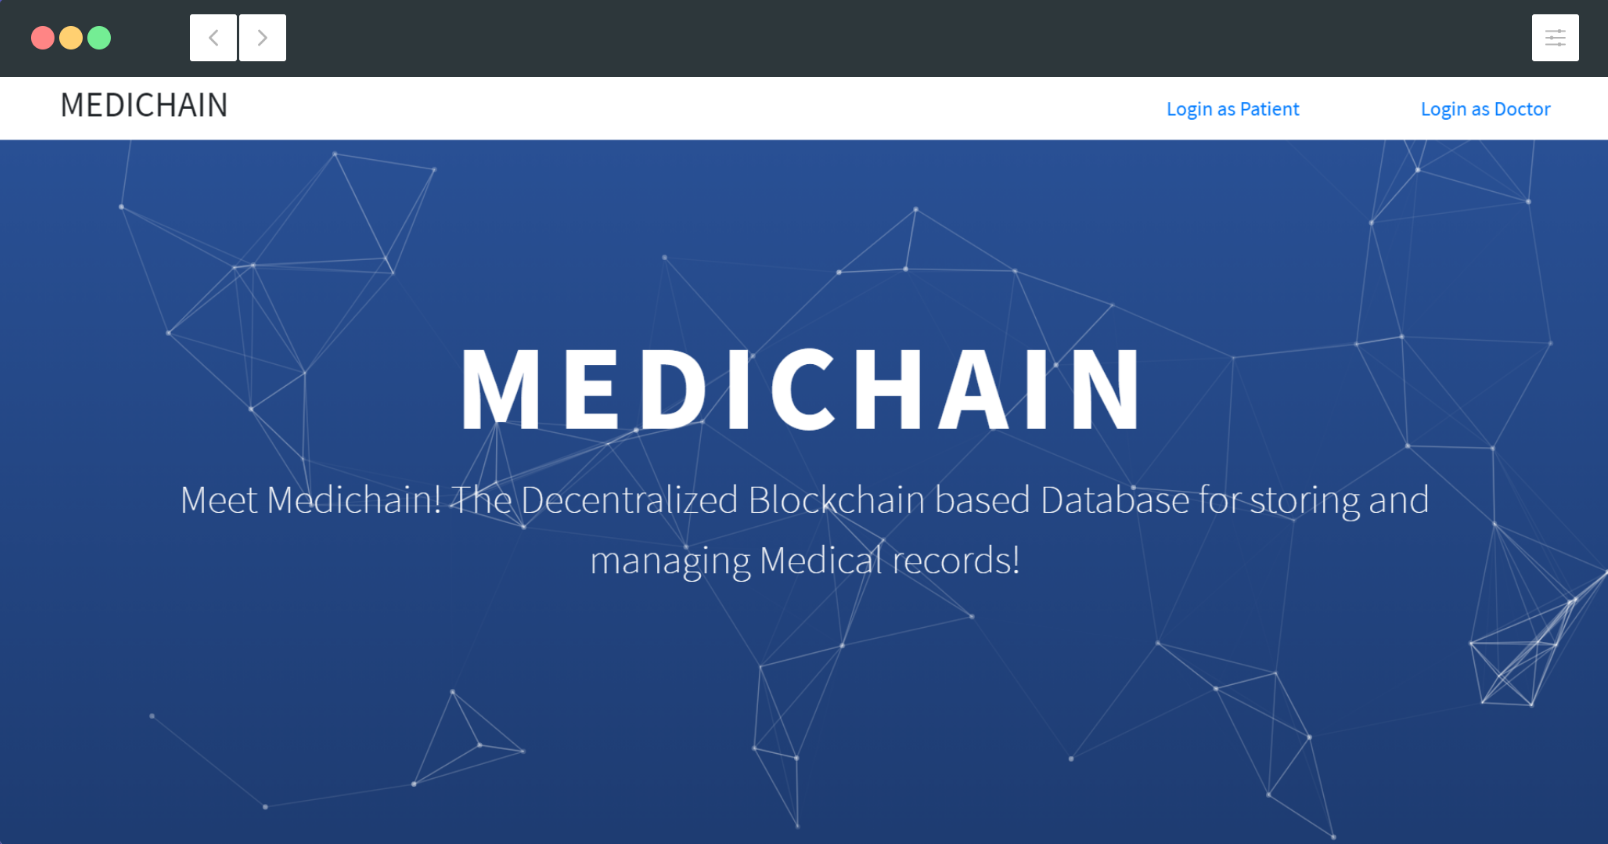 MEDICHAIN
Login as Patient
Login as Doctor
MEDICHAIN
Meet Medichain! The Decentralized Blockchain based Database for storing and
managing Medical records!